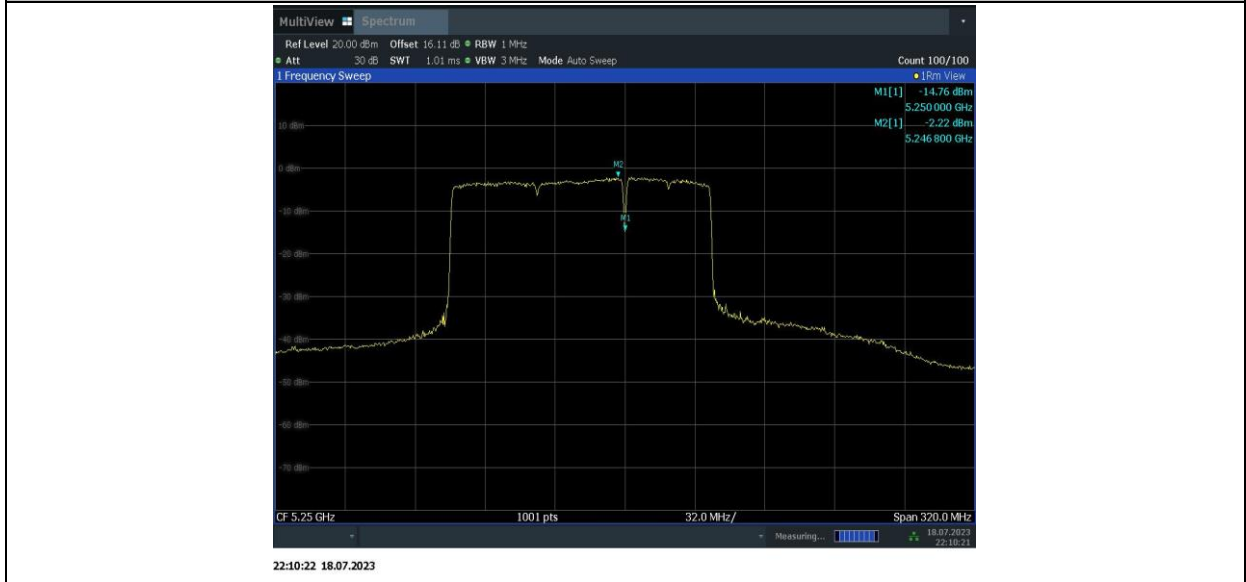 MultiView Spectrum
Ref Level 20.00 dBm Offset 16.11 dB RBW 1 MHz
Att 30 dB SWT 1.01 ms VBW 3 MHz Mode Auto Sweep Count 100/100
1 Frequency Sweep 1Rm View
M1[1] -14.76 dBm
5.250 000 GHz
M2[1] -2.22 dBm
5.246 800 GHz
10 dBm
0 dBm
M2
-10 dBm
M1
-20 dBm
-30 dBm
-40 dBm
-50 dBm
-60 dBm
-70 dBm
CF 5.25 GHz 1001 pts 32.0 MHz/ Span 320.0 MHz
Measuring... 18.07.2023
22:10:21
22:10:22 18.07.2023